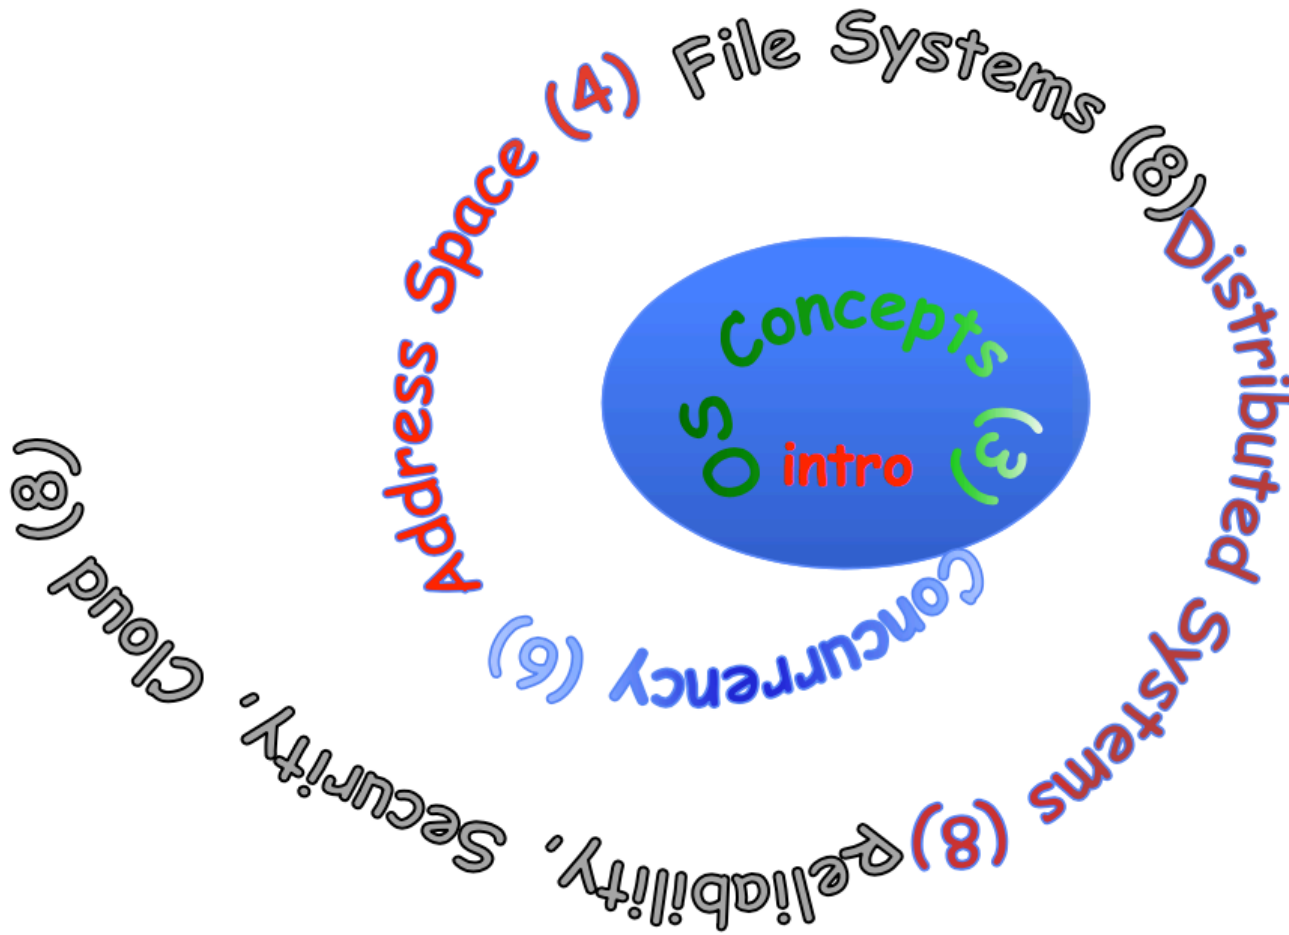 intro
OS Concepts (3)
Concurrency (6)
Address Space (4)
File Systems (8)
Distributed Systems (8)
Reliability, Security, Cloud (8)